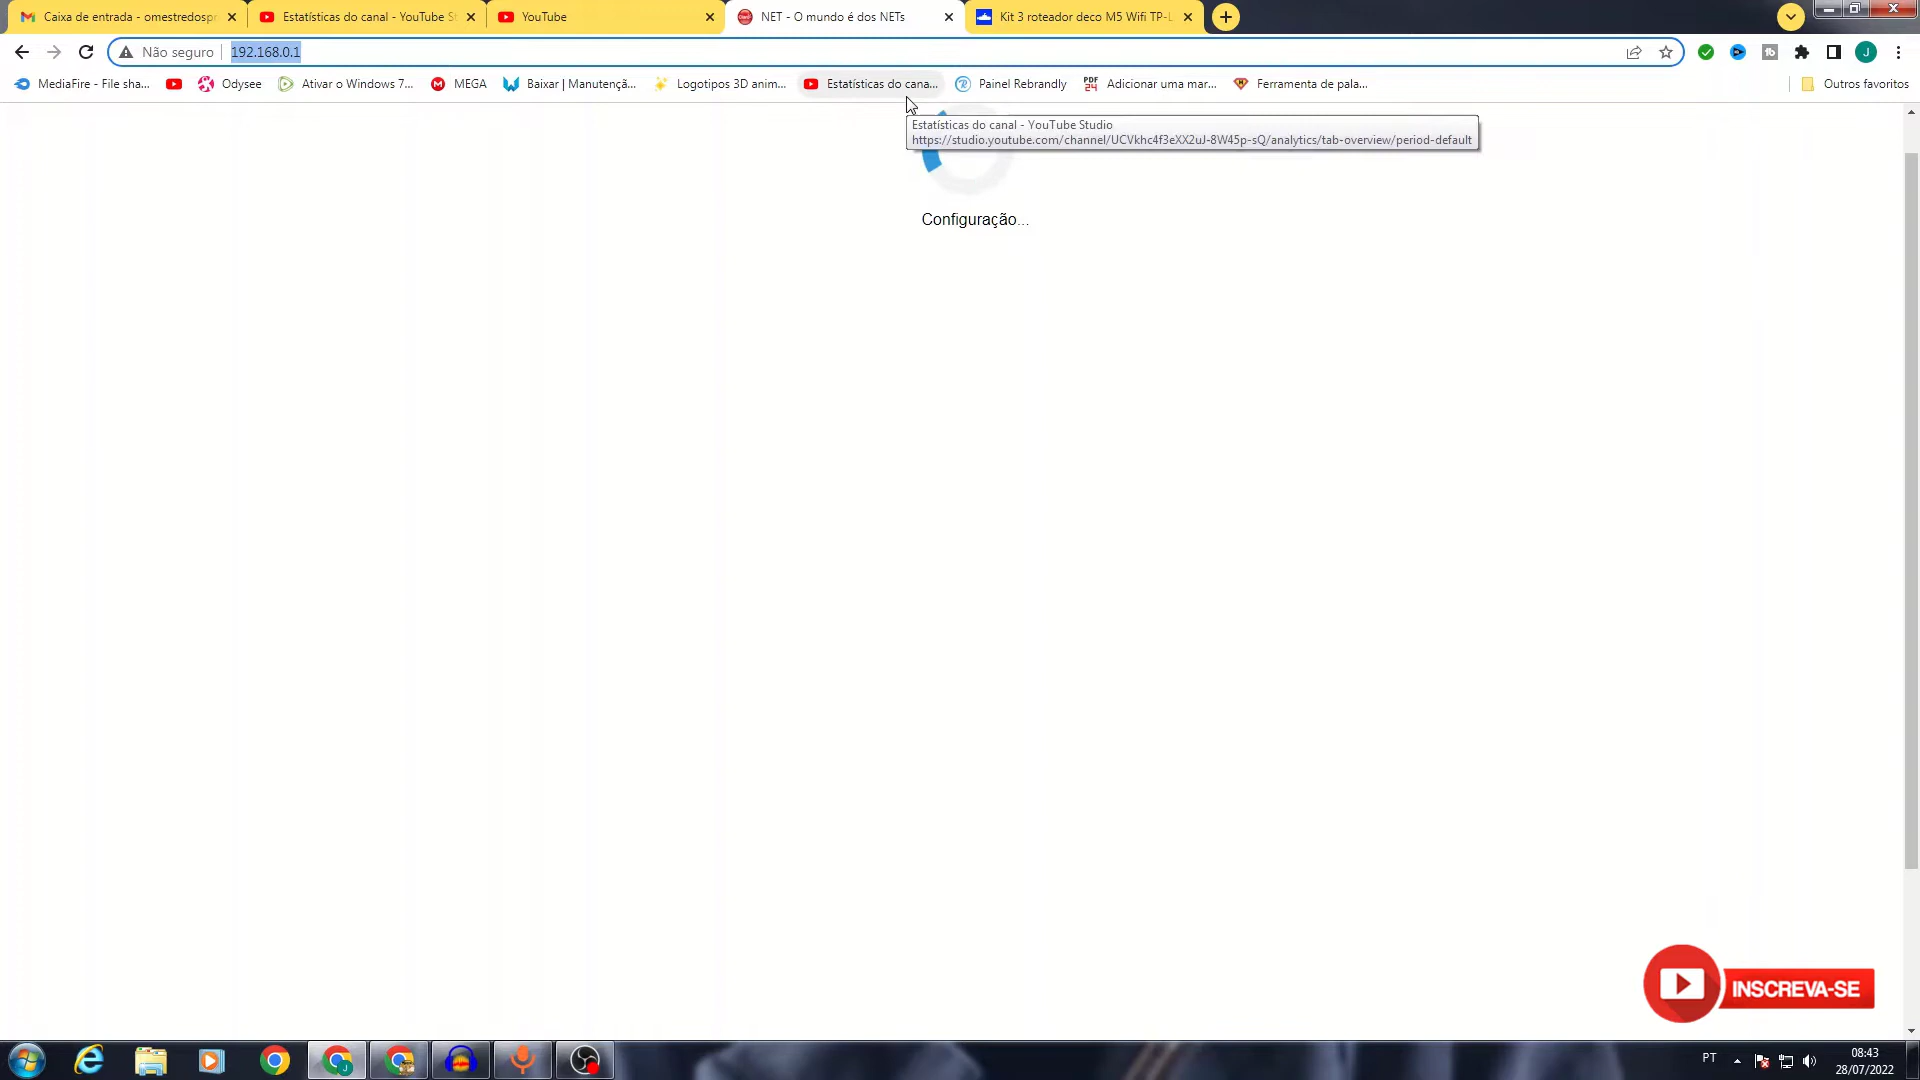 Caixa de entrada - omestredospr
Estatísticas do canal - YouTube St
YouTube
NET - O mundo é dos NETs
Kit 3 roteador deco M5 Wifi TP-L
Não seguro
192.168.0.1
J
MediaFire - File sha...
Odysee
Ativar o Windows 7...
MEGA
Baixar | Manutençã...
Logotipos 3D anim...
Estatísticas do cana...
Painel Rebrandly
PDF
24
Adicionar uma mar...
Ferramenta de pala...
Outros favoritos
Estatísticas do canal - YouTube Studio
https://studio.youtube.com/channel/UCVkhc4f3eXX2uJ-8W45p-sQ/analytics/tab-overview/period-default
Configuração...
INSCREVA-SE
PT
08:43
28/07/2022